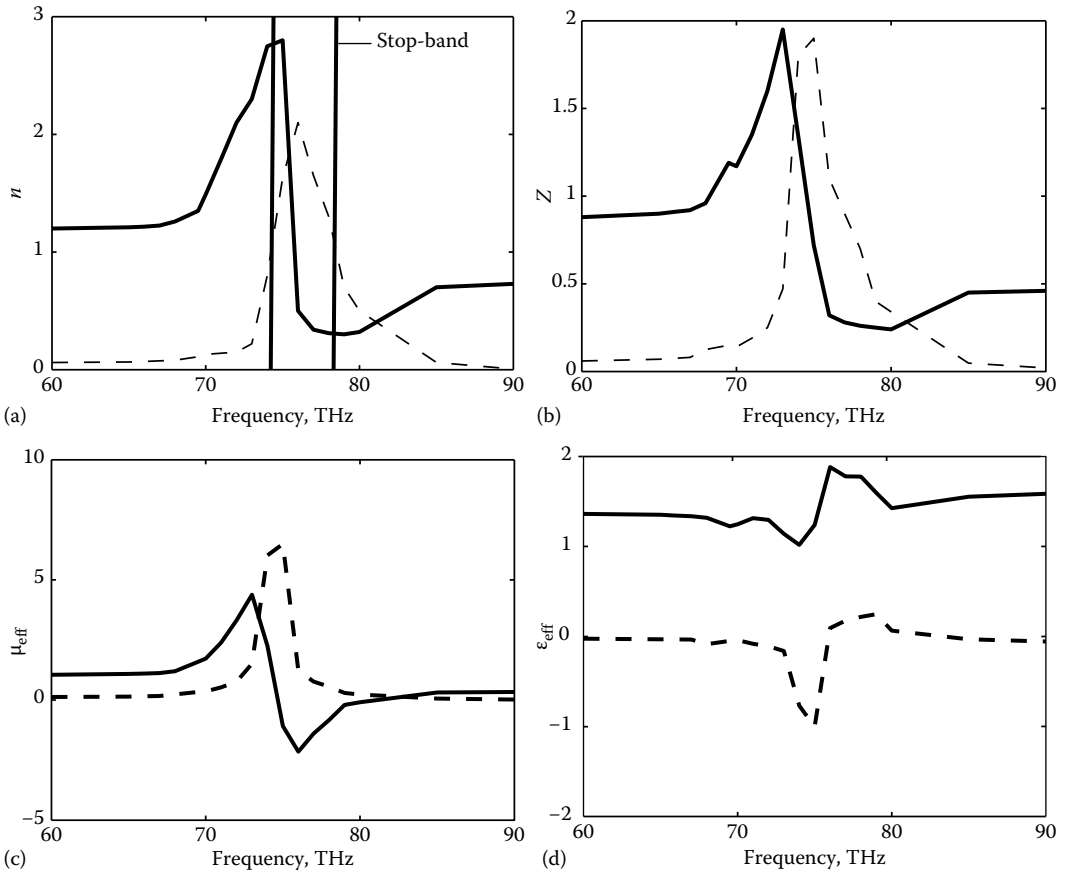 3
2
1
0
n
Stop-band
60
70
80
90
(a)
Frequency, THz
2
1.5
1
0.5
0
Z
60
70
80
90
(b)
Frequency, THz
10
5
0
−5
μeff
60
70
80
90
(c)
Frequency, THz
2
1
0
−1
−2
εeff
60
70
80
90
(d)
Frequency, THz